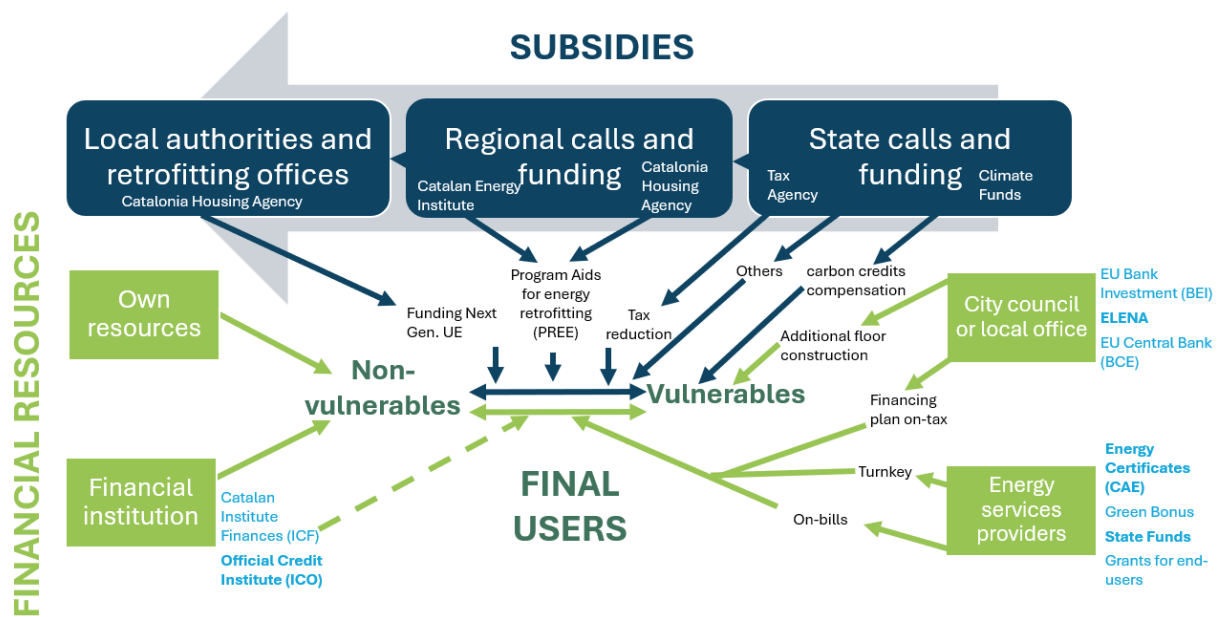 SUBSIDIES
Local authorities and
retrofitting offices
Catalonia Housing Agency
Regional calls and
funding
Catalan Energy
Institute
Catalonia
Housing
Agency
State calls and
funding
Tax
Agency
Climate
Funds
FINANCIAL RESOURCES
Own
resources
Funding Next
Gen. UE
Program Aids
for energy
retrofitting
(PREE)
Tax
reduction
Others
carbon credits
compensation
Additional floor
construction
City council
or local office
EU Bank
Investment (BEI)
ELENA
EU Central Bank
(BCE)
Non-
vulnerables
Vulnerables
Financing
plan on-tax
FINAL
USERS
Financial
institution
Catalan
Institute
Finances (ICF)
Official Credit
Institute (ICO)
Turnkey
On-bills
Energy
services
providers
Energy
Certificates
(CAE)
Green Bonus
State Funds
Grants for end-
users